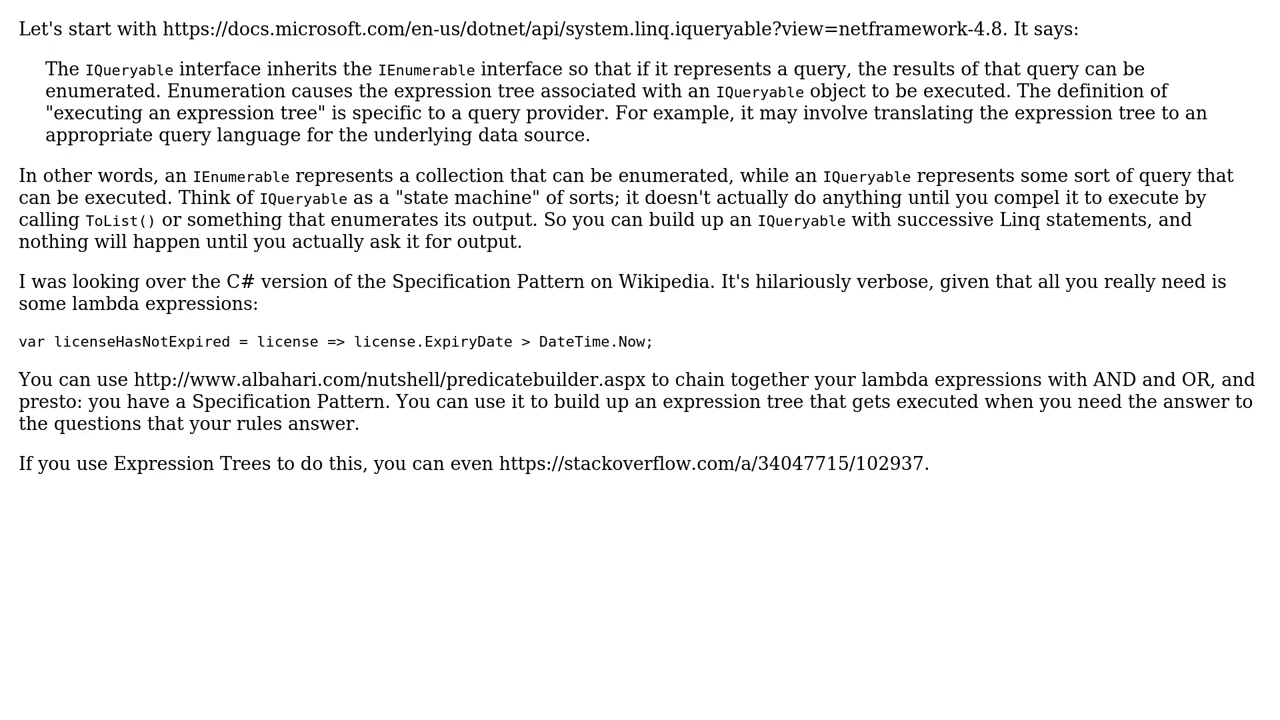 Let's start with https://docs.microsoft.com/en-us/dotnet/api/system.linq.iqueryable?view=netframework-4.8. It says:
The IQueryable interface inherits the IEnumerable interface so that if it represents a query, the results of that query can be
enumerated. Enumeration causes the expression tree associated with an IQueryable object to be executed. The definition of
"executing an expression tree" is specific to a query provider. For example, it may involve translating the expression tree to an
appropriate query language for the underlying data source.
In other words, an IEnumerable represents a collection that can be enumerated, while an IQueryable represents some sort of query that
can be executed. Think of IQueryable as a "state machine" of sorts; it doesn't actually do anything until you compel it to execute by
calling ToList() or something that enumerates its output. So you can build up an IQueryable with successive Linq statements, and
nothing will happen until you actually ask it for output.
I was looking over the C# version of the Specification Pattern on Wikipedia. It's hilariously verbose, given that all you really need is
some lambda expressions:
var licenseHasNotExpired = license => license.ExpiryDate > DateTime.Now;
You can use http://www.albahari.com/nutshell/predicatebuilder.aspx to chain together your lambda expressions with AND and OR, and
presto: you have a Specification Pattern. You can use it to build up an expression tree that gets executed when you need the answer to
the questions that your rules answer.
If you use Expression Trees to do this, you can even https://stackoverflow.com/a/34047715/102937.